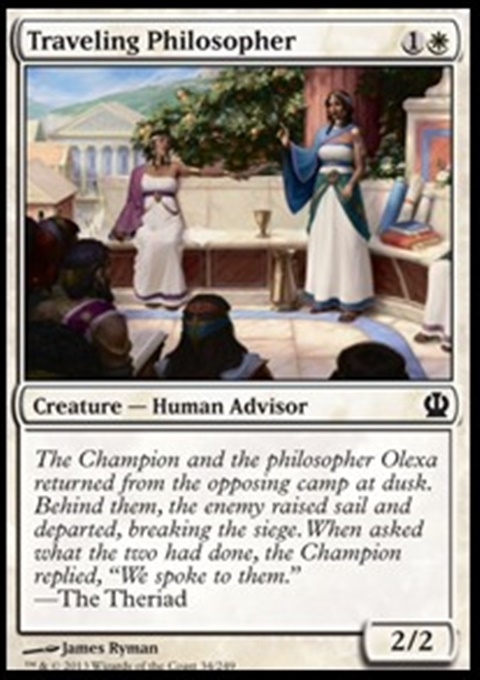 Traveling Philosopher 1
Creature — Human Advisor
The Champion and the philosopher Olexa
returned from the opposing camp at dusk.
Behind them, the enemy raised sail and
departed, breaking the siege. When asked
what the two had done, the Champion
replied, “We spoke to them.”
—The Theriad
2/2
James Ryman
™ & © 2013 Wizards of the Coast 34/249